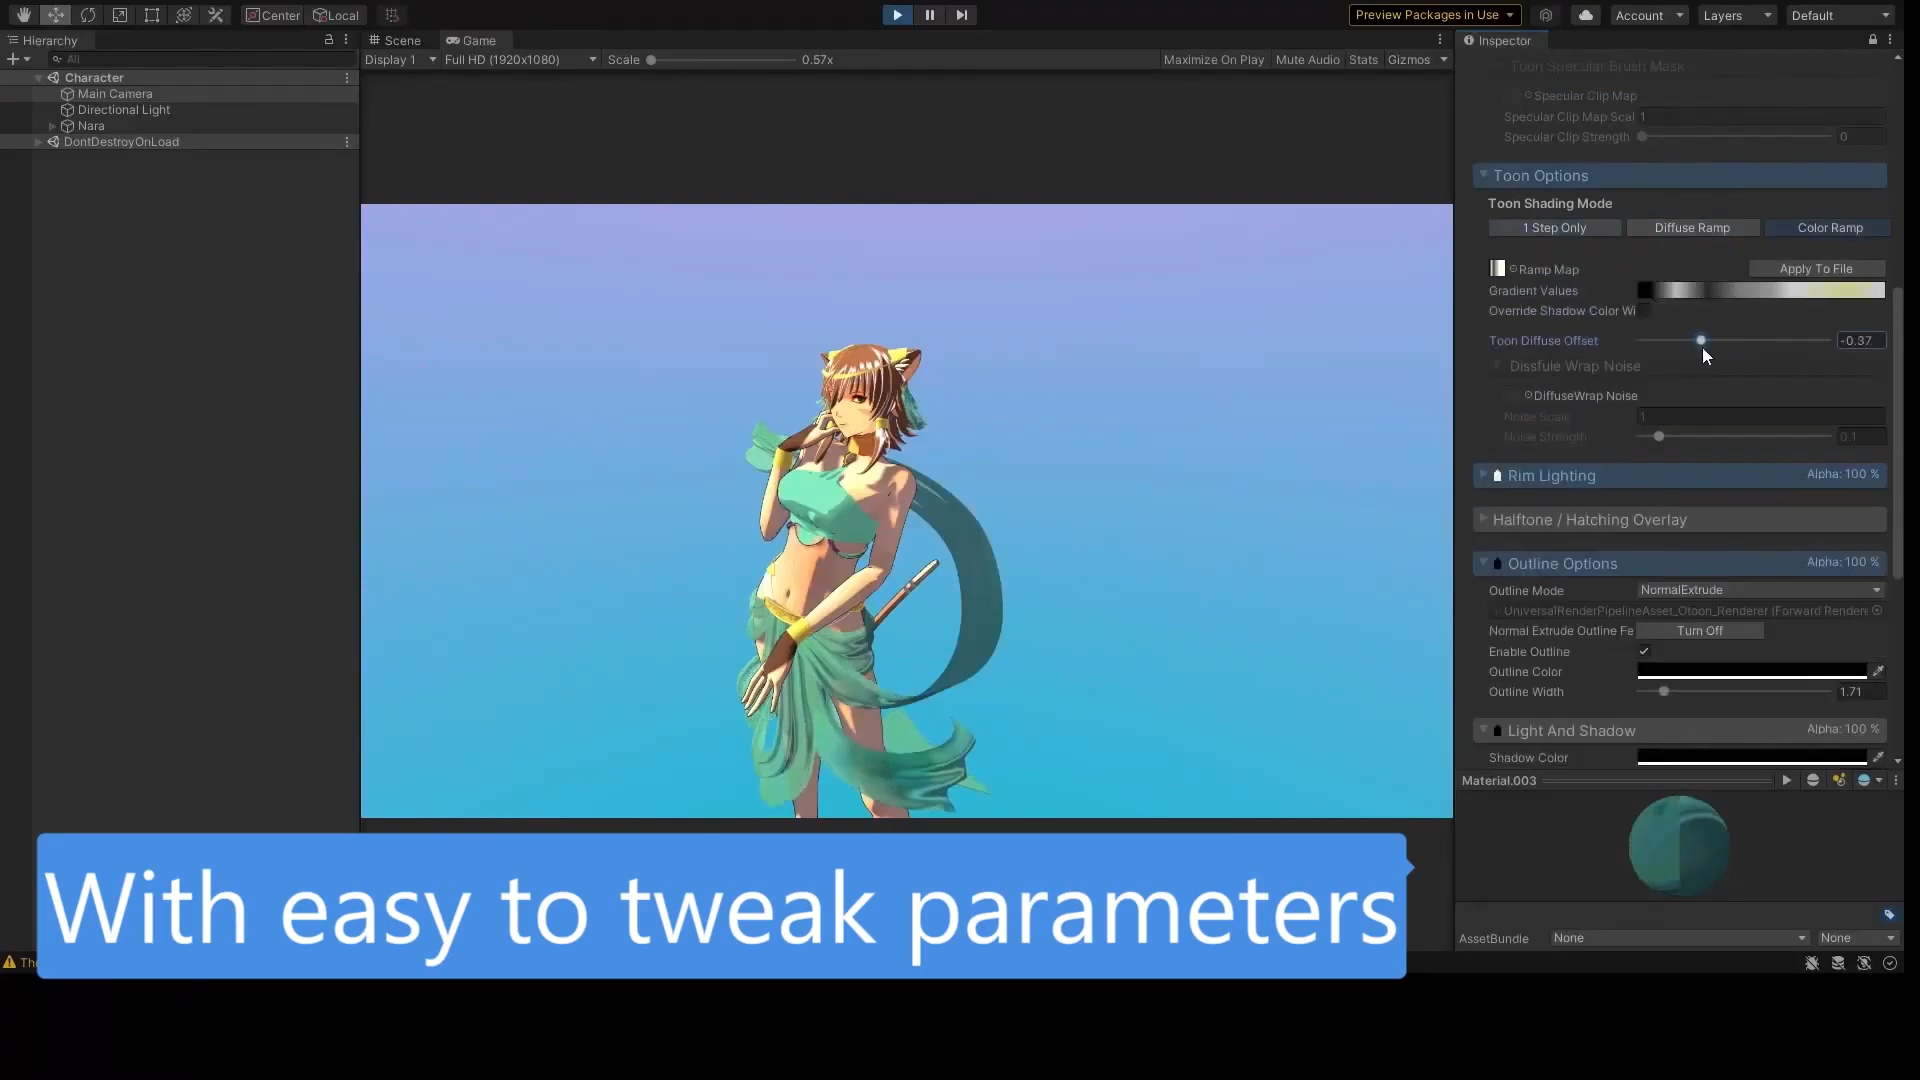 Center
Local
Preview Packages in Use
Account
Layers
Default
Hierarchy
Scene
Game
Inspector
All
Display 1
Full HD (1920x1080)
Scale
0.57x
Maximize On Play
Mute Audio
Stats
Gizmos
Character
Main Camera
Directional Light
Nara
DontDestroyOnLoad
Toon Specular Brush Mask
Specular Clip Map
Specular Clip Map Scal 1
Specular Clip Strength 0
Toon Options
Toon Shading Mode
1 Step Only
Diffuse Ramp
Color Ramp
Ramp Map
Apply To File
Gradient Values
Override Shadow Color Wi
Toon Diffuse Offset -0.37
Dissfule Wrap Noise
DiffuseWrap Noise
Noise Scale 1
Noise Strength 0.1
Rim Lighting Alpha: 100 %
Halftone / Hatching Overlay
Outline Options Alpha: 100 %
Outline Mode NormalExtrude
UniversalRenderPipelineAsset_Otoon_Renderer (Forward Rendere
Normal Extrude Outline Fe Turn Off
Enable Outline
Outline Color
Outline Width 1.71
Light And Shadow Alpha: 100 %
Shadow Color
Material.003
AssetBundle None None
With easy to tweak parameters
The